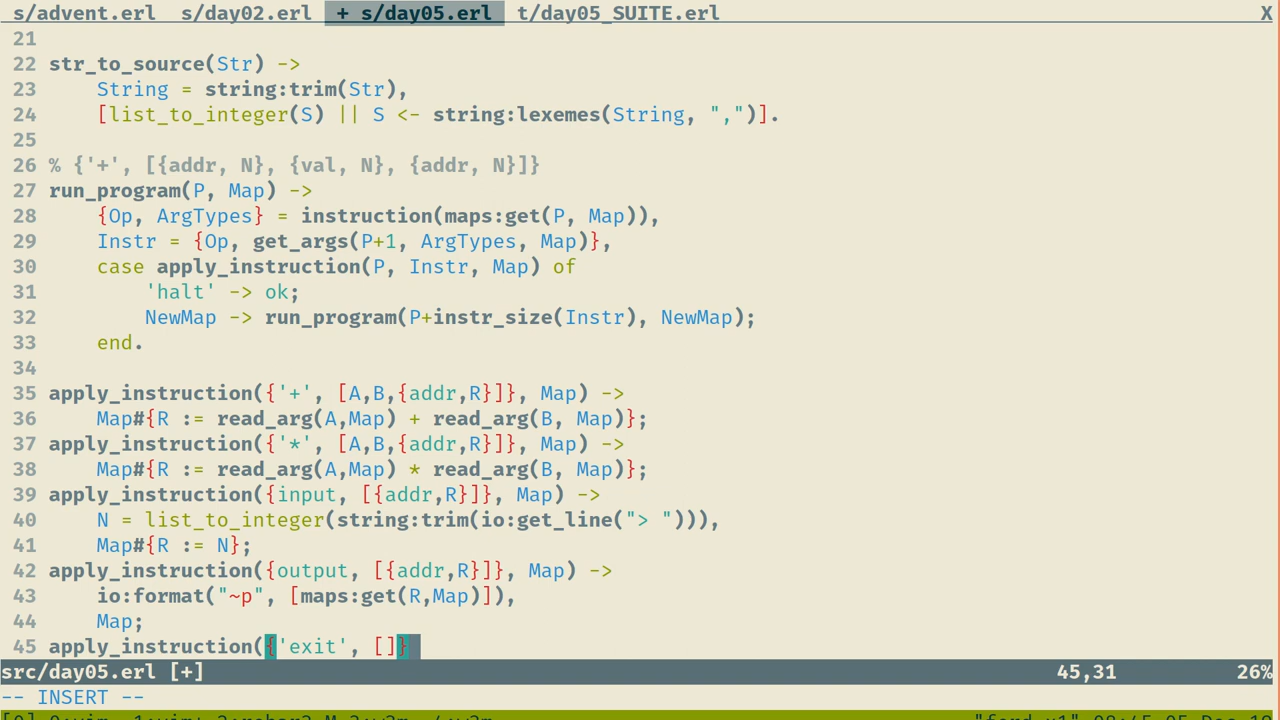 s/advent.erl s/day02.erl + s/day05.erl t/day05_SUITE.erl X
21
22 str_to_source(Str) ->
23     String = string:trim(Str),
24     [list_to_integer(S) || S <- string:lexemes(String, ",")].
25
26 % {'+', [{addr, N}, {val, N}, {addr, N}]}
27 run_program(P, Map) ->
28     {Op, ArgTypes} = instruction(maps:get(P, Map)),
29     Instr = {Op, get_args(P+1, ArgTypes, Map)},
30     case apply_instruction(P, Instr, Map) of
31         'halt' -> ok;
32         NewMap -> run_program(P+instr_size(Instr), NewMap);
33     end.
34
35 apply_instruction({'+', [A,B,{addr,R}]}, Map) ->
36     Map#{R := read_arg(A,Map) + read_arg(B, Map)};
37 apply_instruction({'*', [A,B,{addr,R}]}, Map) ->
38     Map#{R := read_arg(A,Map) * read_arg(B, Map)};
39 apply_instruction({input, [{addr,R}]}, Map) ->
40     N = list_to_integer(string:trim(io:get_line("> "))),
41     Map#{R := N};
42 apply_instruction({output, [{addr,R}]}, Map) ->
43     io:format("~p", [maps:get(R,Map)]),
44     Map;
45 apply_instruction({'exit', []}
src/day05.erl [+] 45,31 26%
-- INSERT --